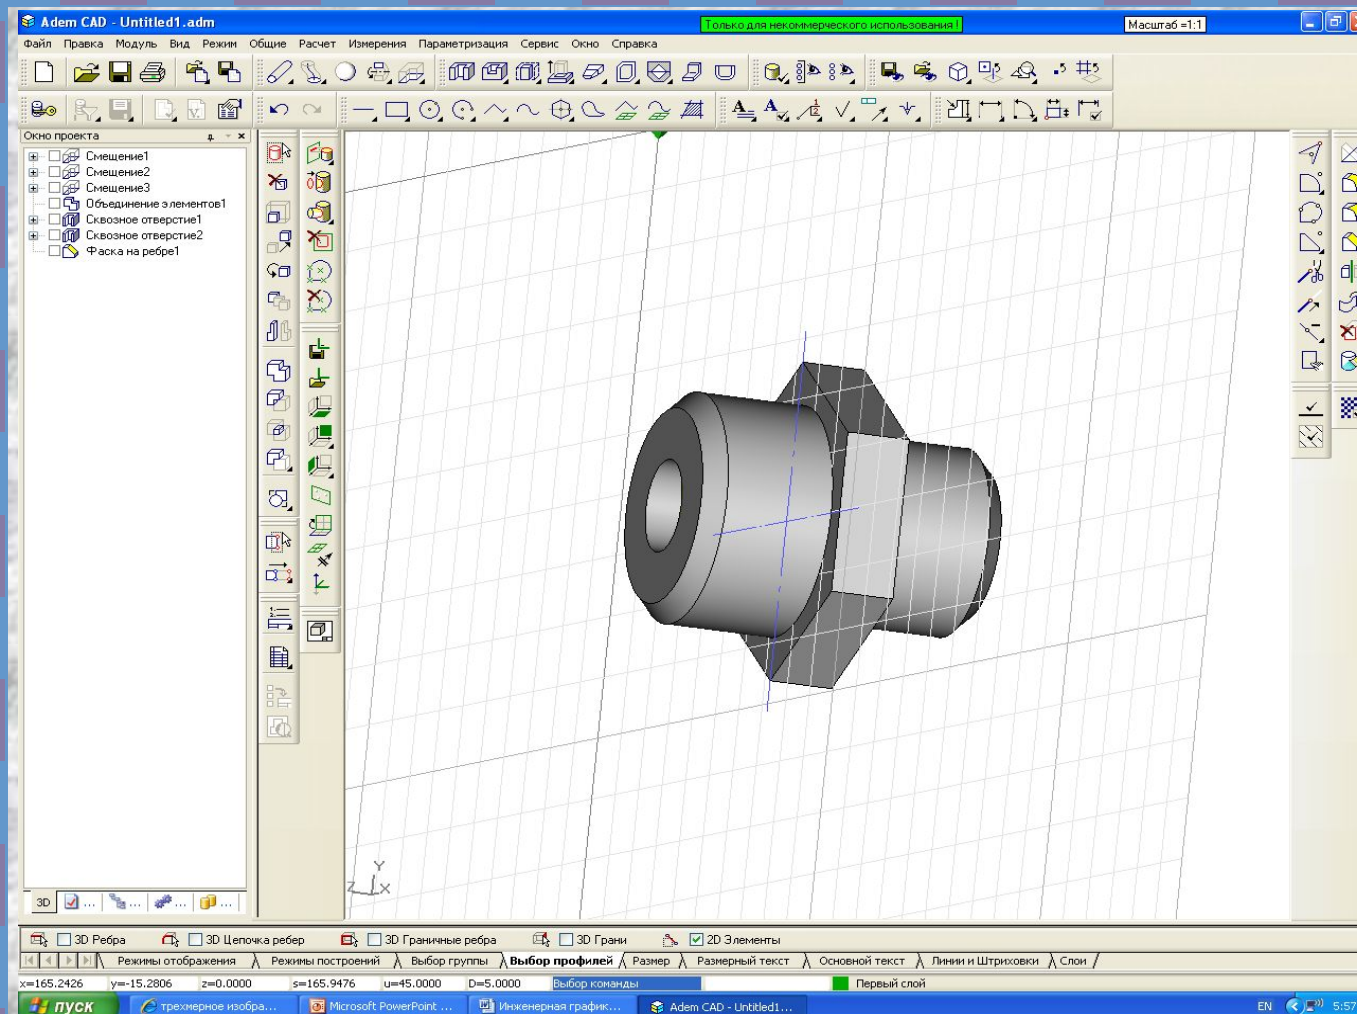 Adem CAD - Untitled1.adm
Только для некоммерческого использования !
Масштаб =1:1
Файл Правка Модуль Вид Режим Общие Расчет Измерения Параметризация Сервис Окно Справка
Окно проекта
Смещение1
Смещение2
Смещение3
Объединение элементов1
Сквозное отверстие1
Сквозное отверстие2
Фаска на ребре1
Y
Z X
3D ... ... ... ...
3D Ребра 3D Цепочка ребер 3D Граничные ребра 3D Грани 2D Элементы
Режимы отображения Режимы построений Выбор группы Выбор профилей Размер Размерный текст Основной текст Линии и Штриховки Слои
x=165.2426 y=-15.2806 z=0.0000 s=165.9476 u=45.0000 D=5.0000 Выбор команды Первый слой
пуск трехмерное изобра... Microsoft PowerPoint ... Инженерная график... Adem CAD - Untitled1... EN 5:57